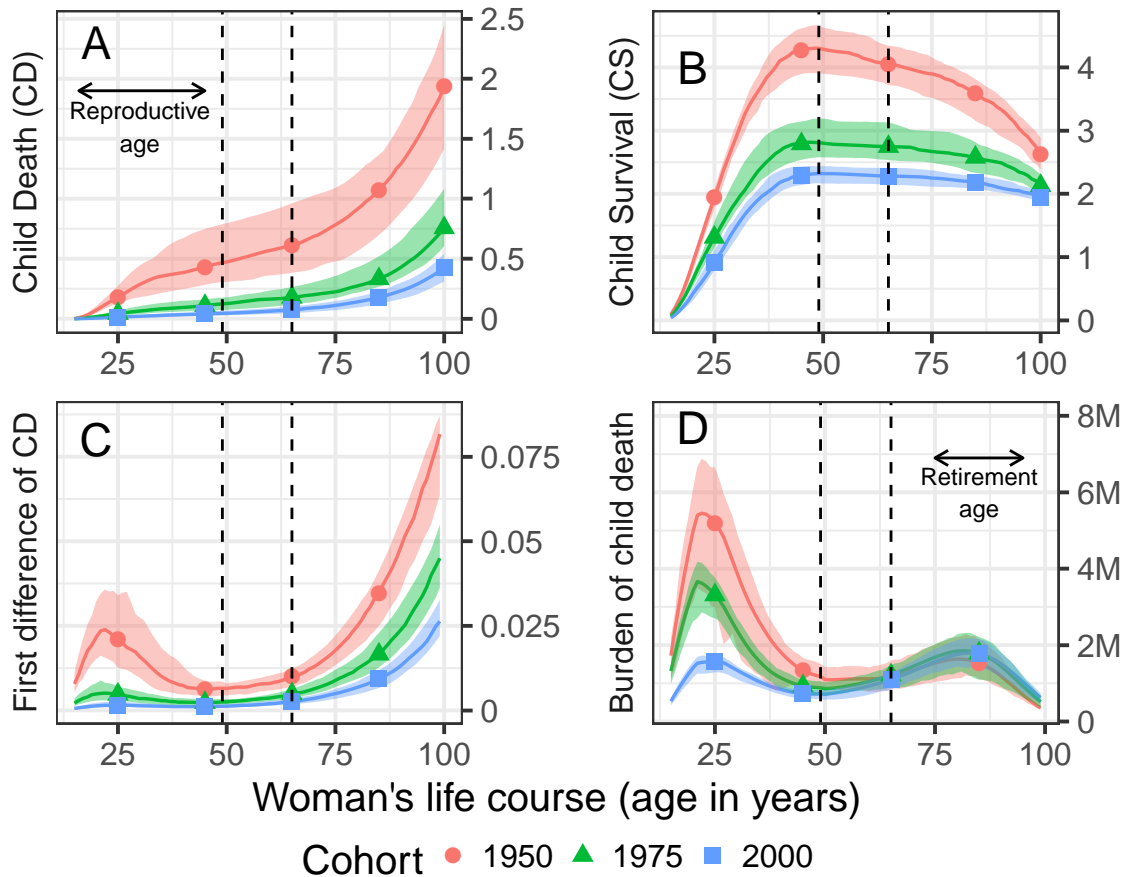 A
Child Death (CD)
Reproductive
age
2.5
2
1.5
1
0.5
0
25 50 75 100
B
Child Survival (CS)
4
3
2
1
0
25 50 75 100
C
First difference of CD
0.075
0.05
0.025
0
25 50 75 100
D
Burden of child death
Retirement
age
8M
6M
4M
2M
0
25 50 75 100
Woman's life course (age in years)
Cohort 1950 1975 2000